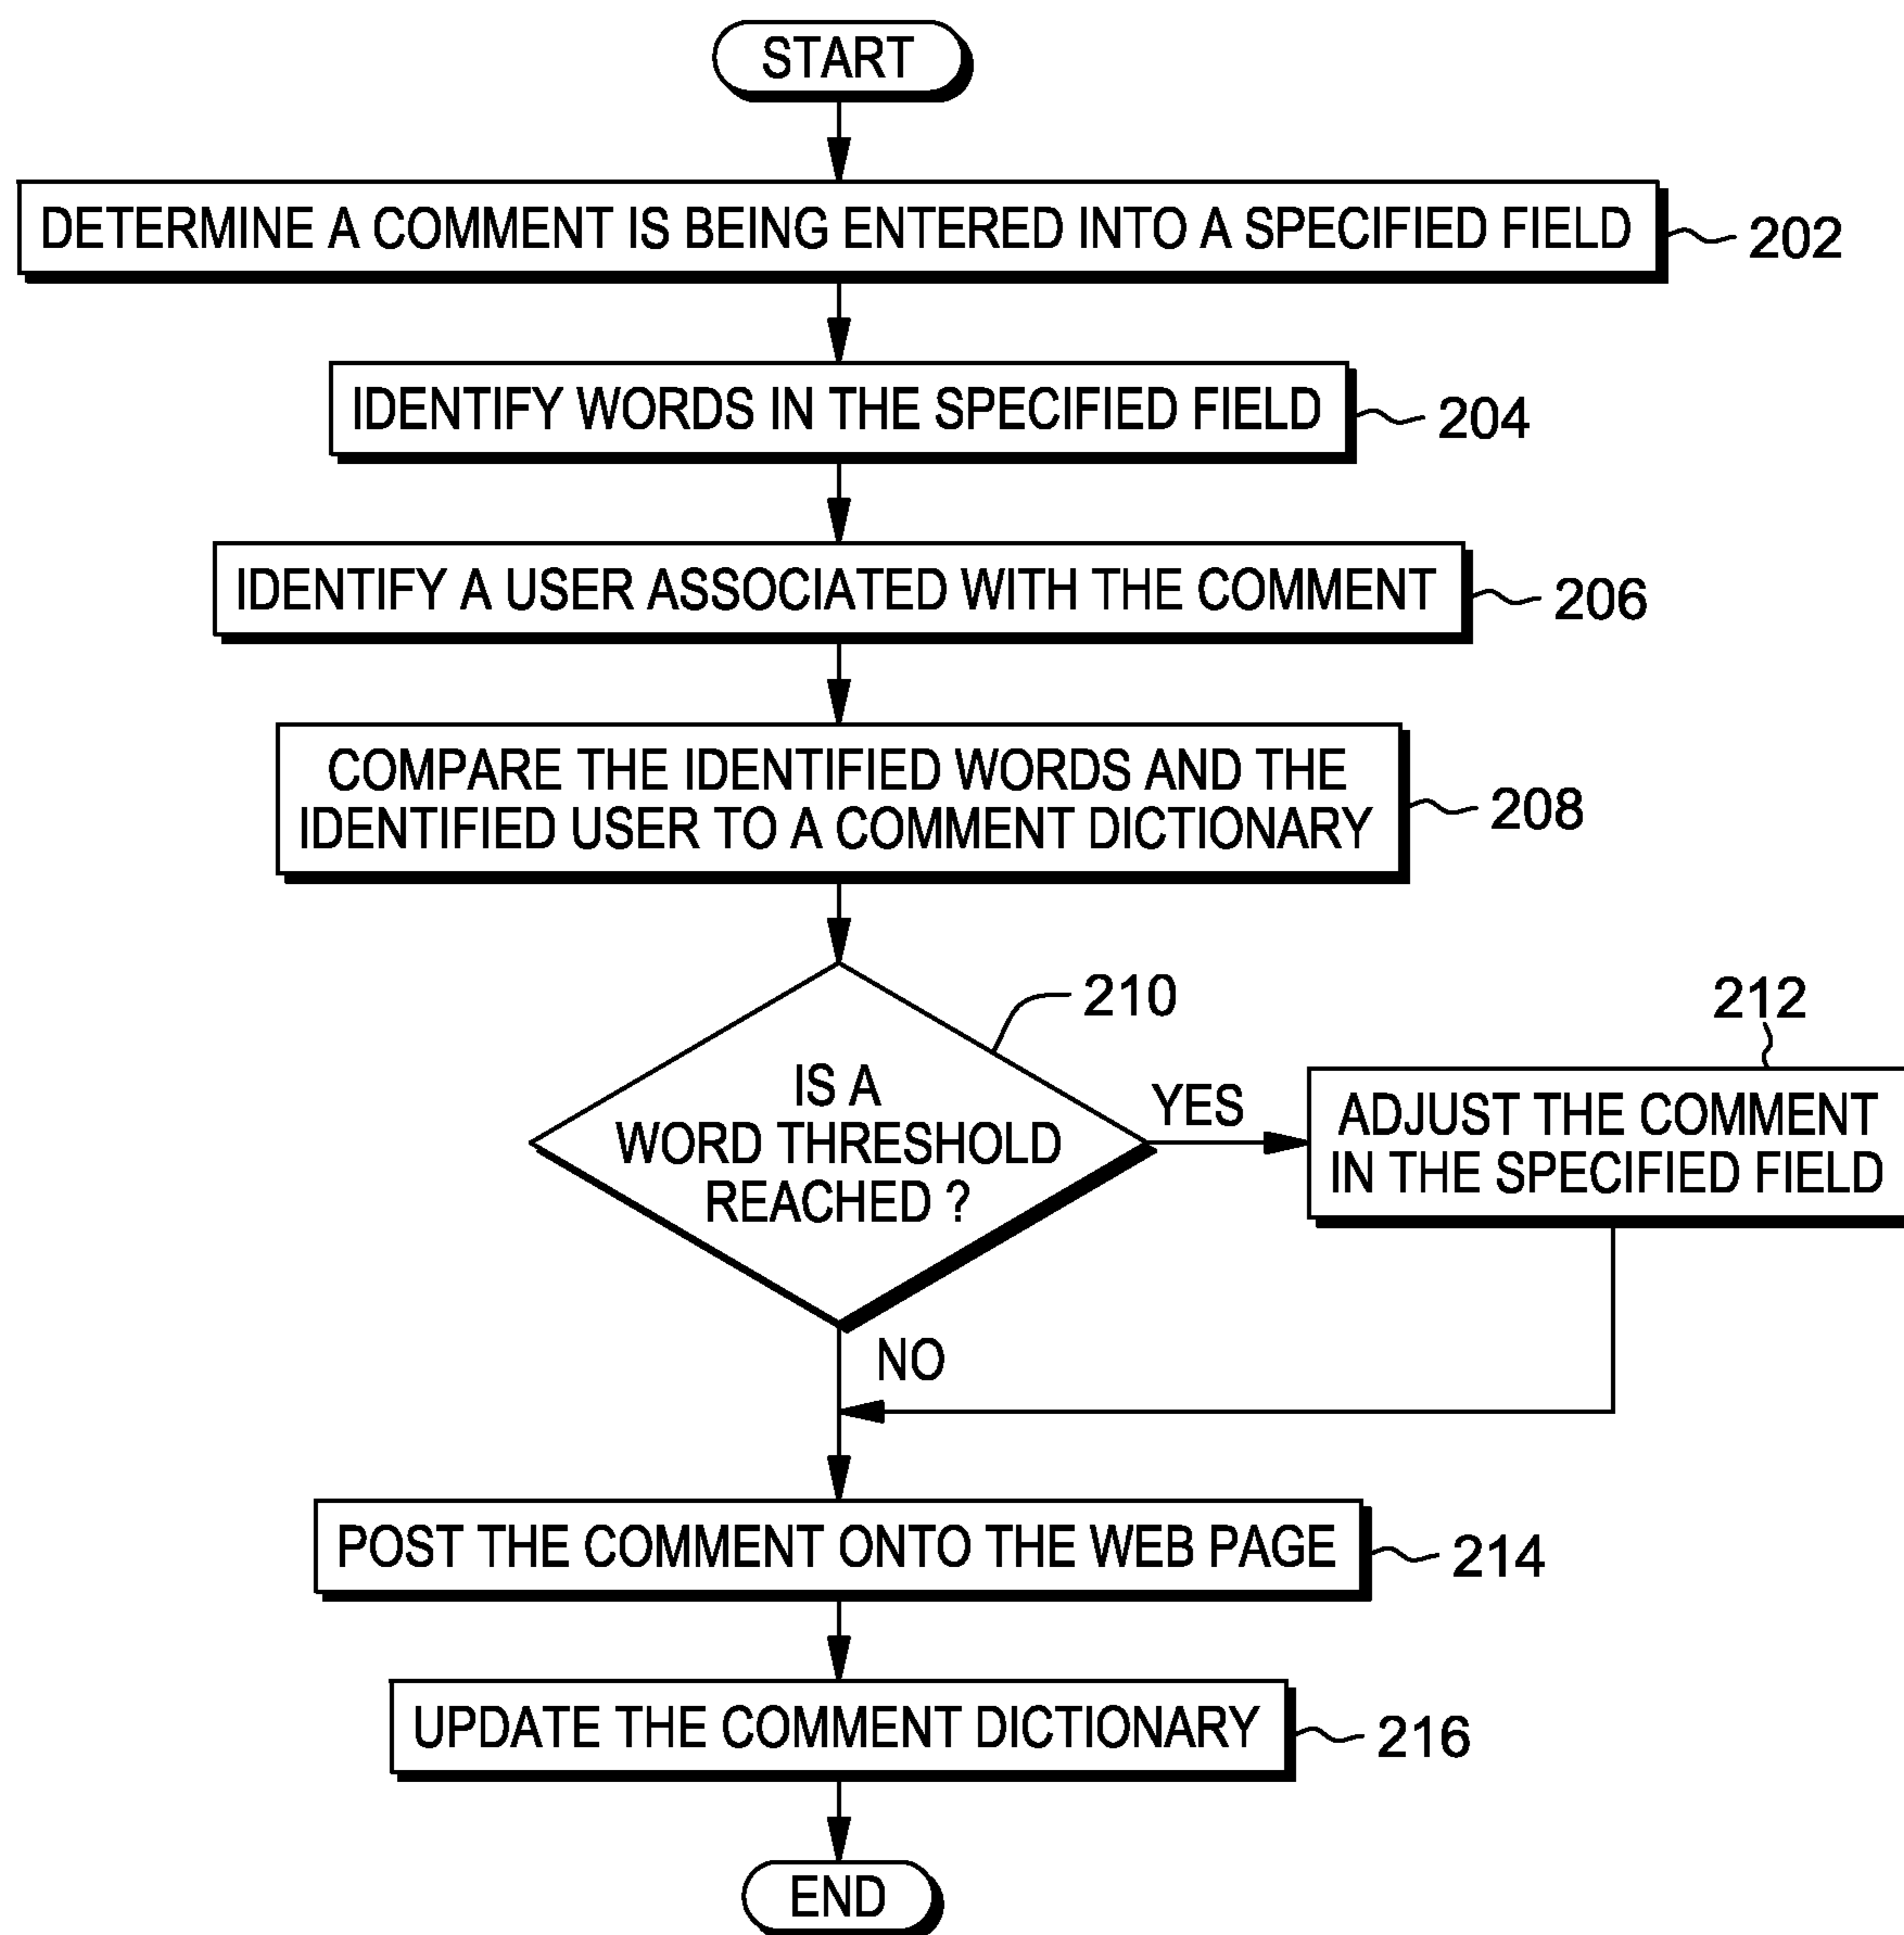 START
DETERMINE A COMMENT IS BEING ENTERED INTO A SPECIFIED FIELD
202
IDENTIFY WORDS IN THE SPECIFIED FIELD
204
IDENTIFY A USER ASSOCIATED WITH THE COMMENT
206
COMPARE THE IDENTIFIED WORDS AND THE
IDENTIFIED USER TO A COMMENT DICTIONARY
208
210
IS A
WORD THRESHOLD
REACHED ?
YES
212
ADJUST THE COMMENT
IN THE SPECIFIED FIELD
NO
POST THE COMMENT ONTO THE WEB PAGE
214
UPDATE THE COMMENT DICTIONARY
216
END